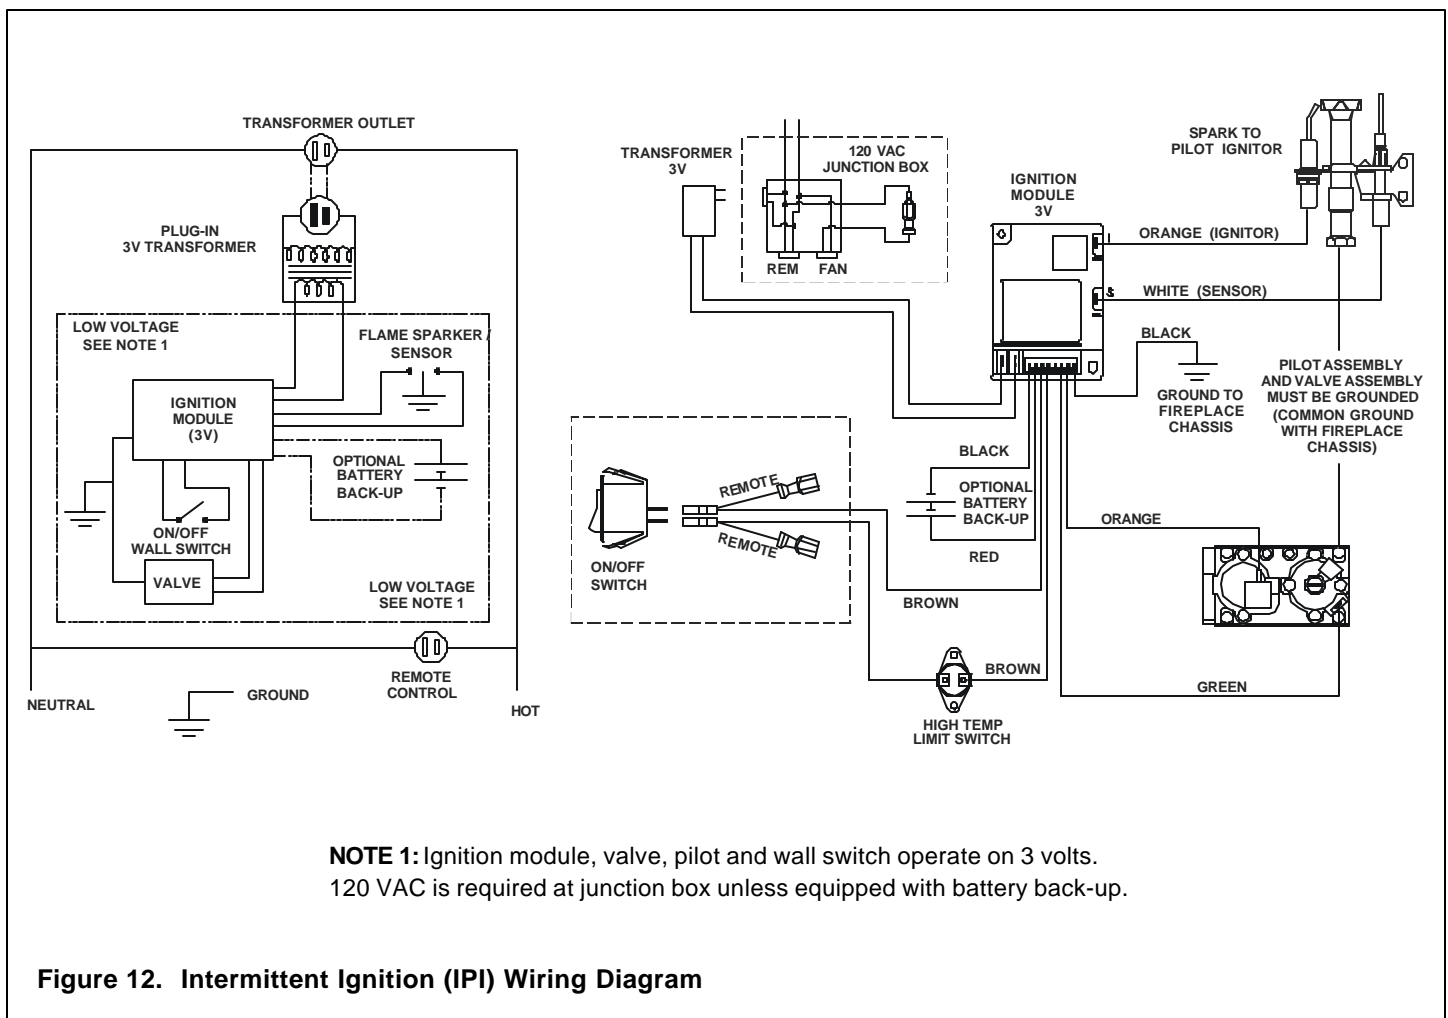 TRANSFORMER OUTLET
PLUG-IN
3V TRANSFORMER
LOW VOLTAGE
SEE NOTE 1
FLAME SPARKER /
SENSOR
IGNITION
MODULE
(3V)
OPTIONAL
BATTERY
BACK-UP
ON/OFF
WALL SWITCH
VALVE
LOW VOLTAGE
SEE NOTE 1
REMOTE
CONTROL
NEUTRAL
GROUND
HOT
TRANSFORMER
3V
120 VAC
JUNCTION BOX
REM
FAN
IGNITION
MODULE
3V
SPARK TO
PILOT IGNITOR
ORANGE (IGNITOR)
WHITE (SENSOR)
BLACK
GROUND TO
FIREPLACE
CHASSIS
PILOT ASSEMBLY
AND VALVE ASSEMBLY
MUST BE GROUNDED
(COMMON GROUND
WITH FIREPLACE
CHASSIS)
BLACK
OPTIONAL
BATTERY
BACK-UP
RED
ORANGE
REMOTE
REMOTE
ON/OFF
SWITCH
BROWN
BROWN
GREEN
HIGH TEMP
LIMIT SWITCH
NOTE 1: Ignition module, valve, pilot and wall switch operate on 3 volts.
120 VAC is required at junction box unless equipped with battery back-up.
Figure 12. Intermittent Ignition (IPI) Wiring Diagram